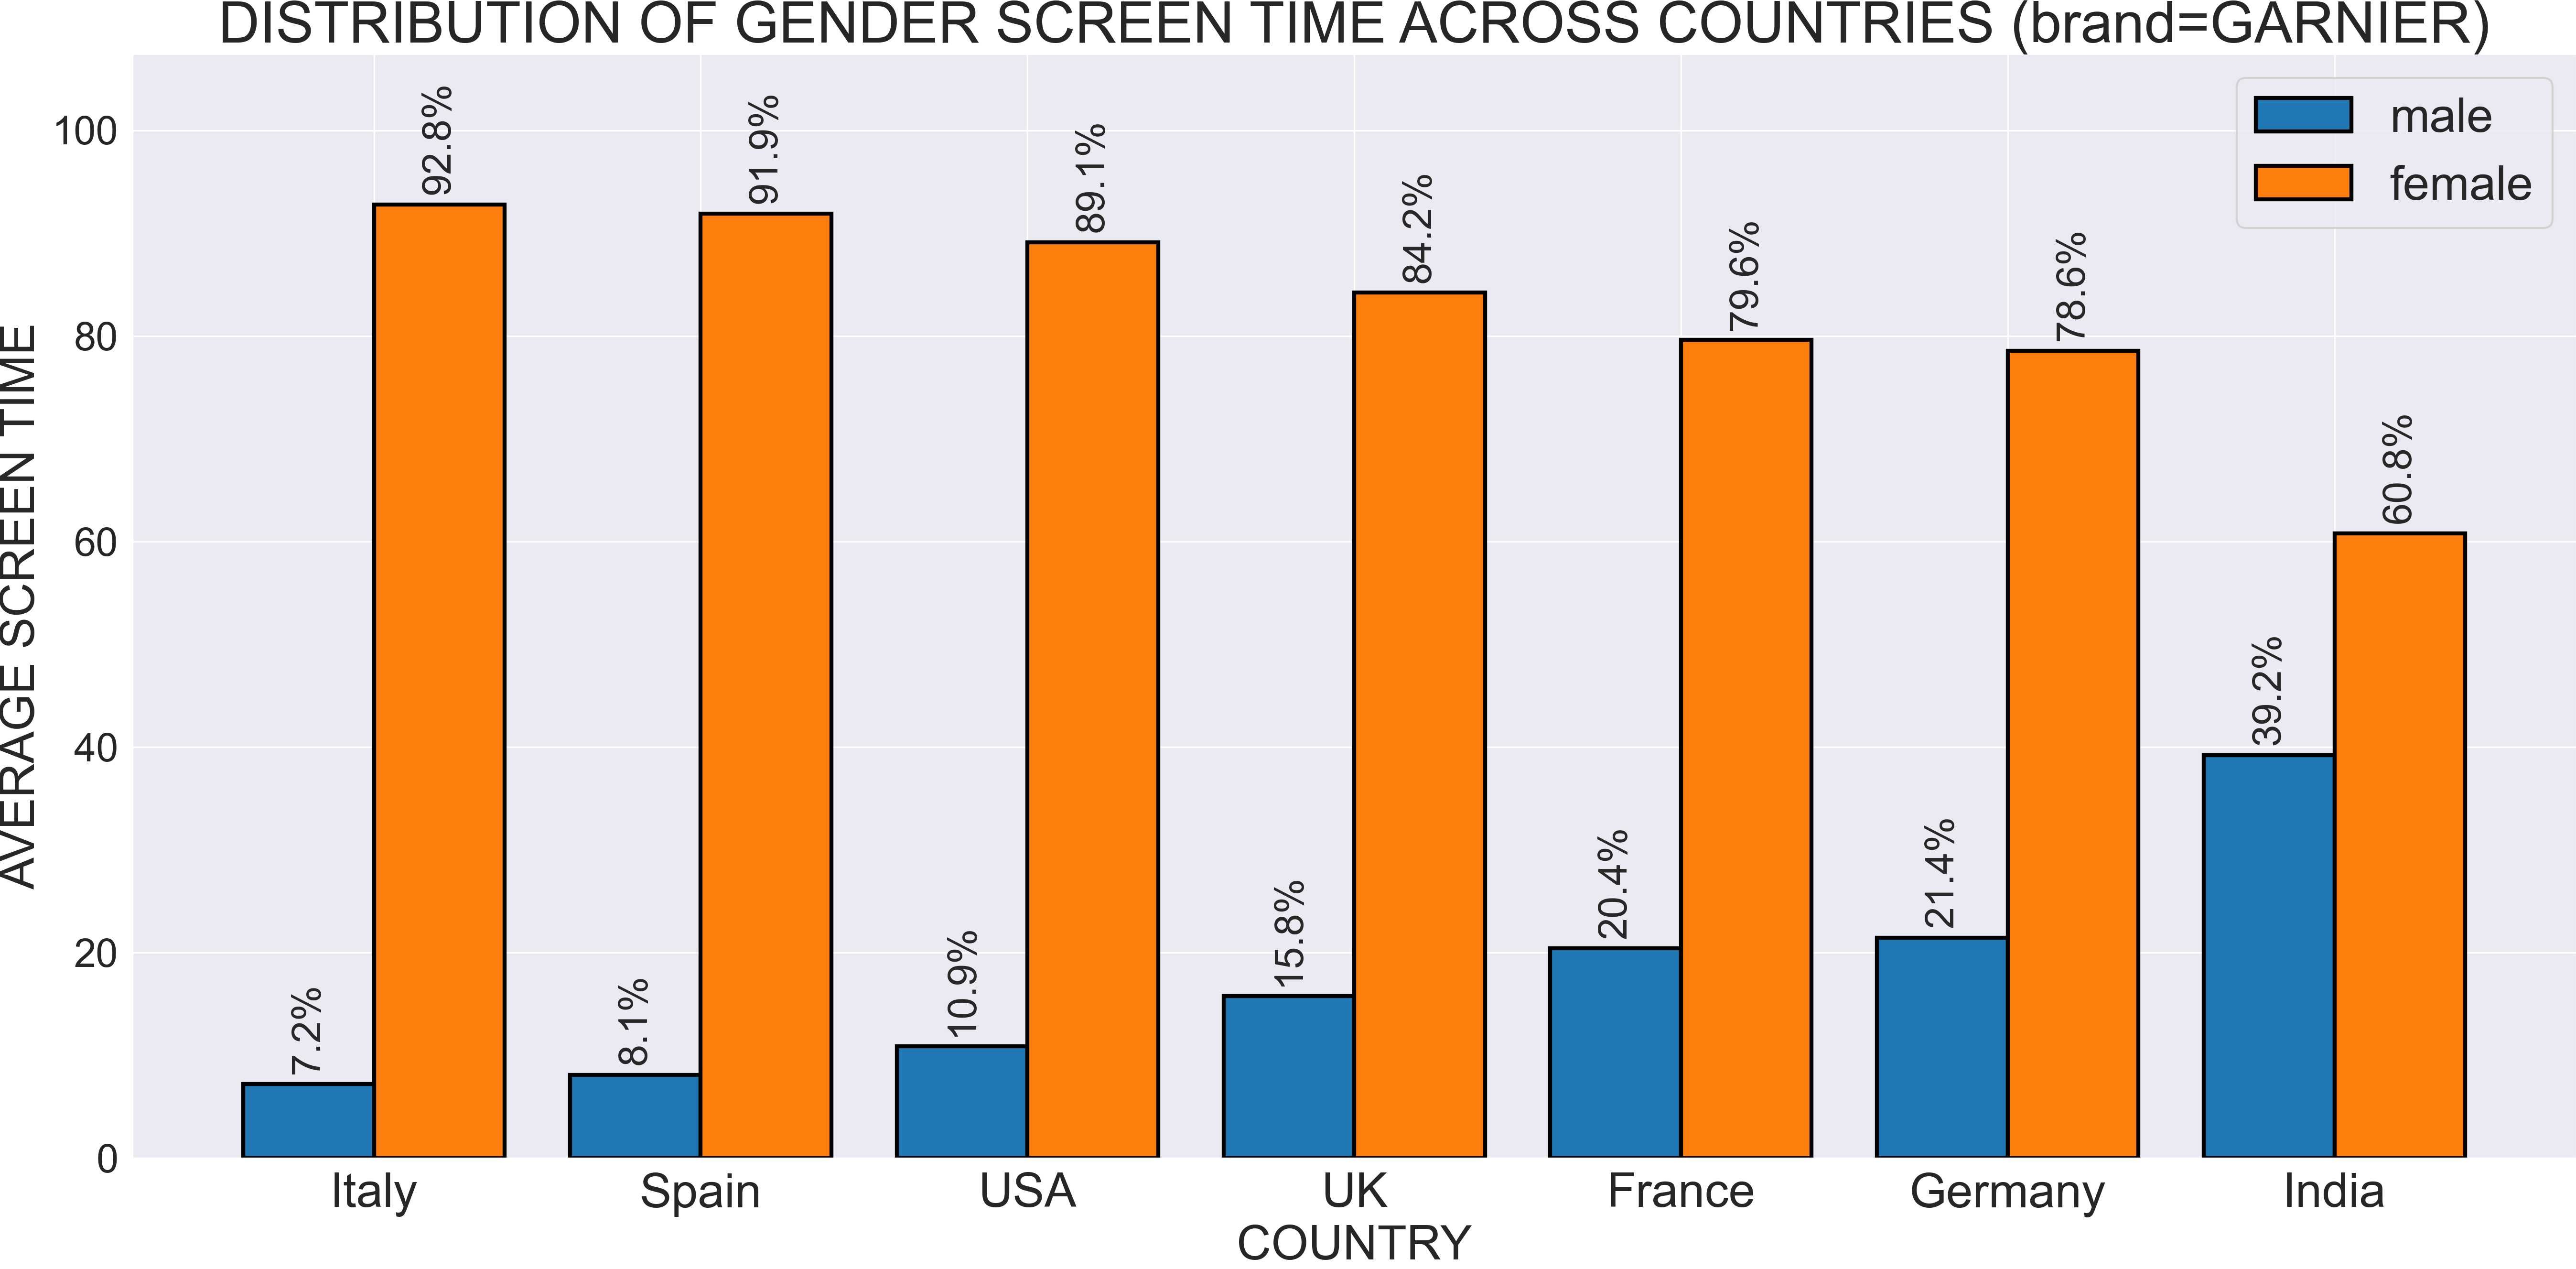 DISTRIBUTION OF GENDER SCREEN TIME ACROSS COUNTRIES (brand=GARNIER)
male
female
AVERAGE SCREEN TIME
100
80
60
40
20
0
7.2%
92.8%
8.1%
91.9%
10.9%
89.1%
15.8%
84.2%
20.4%
79.6%
21.4%
78.6%
39.2%
60.8%
Italy
Spain
USA
UK
France
Germany
India
COUNTRY